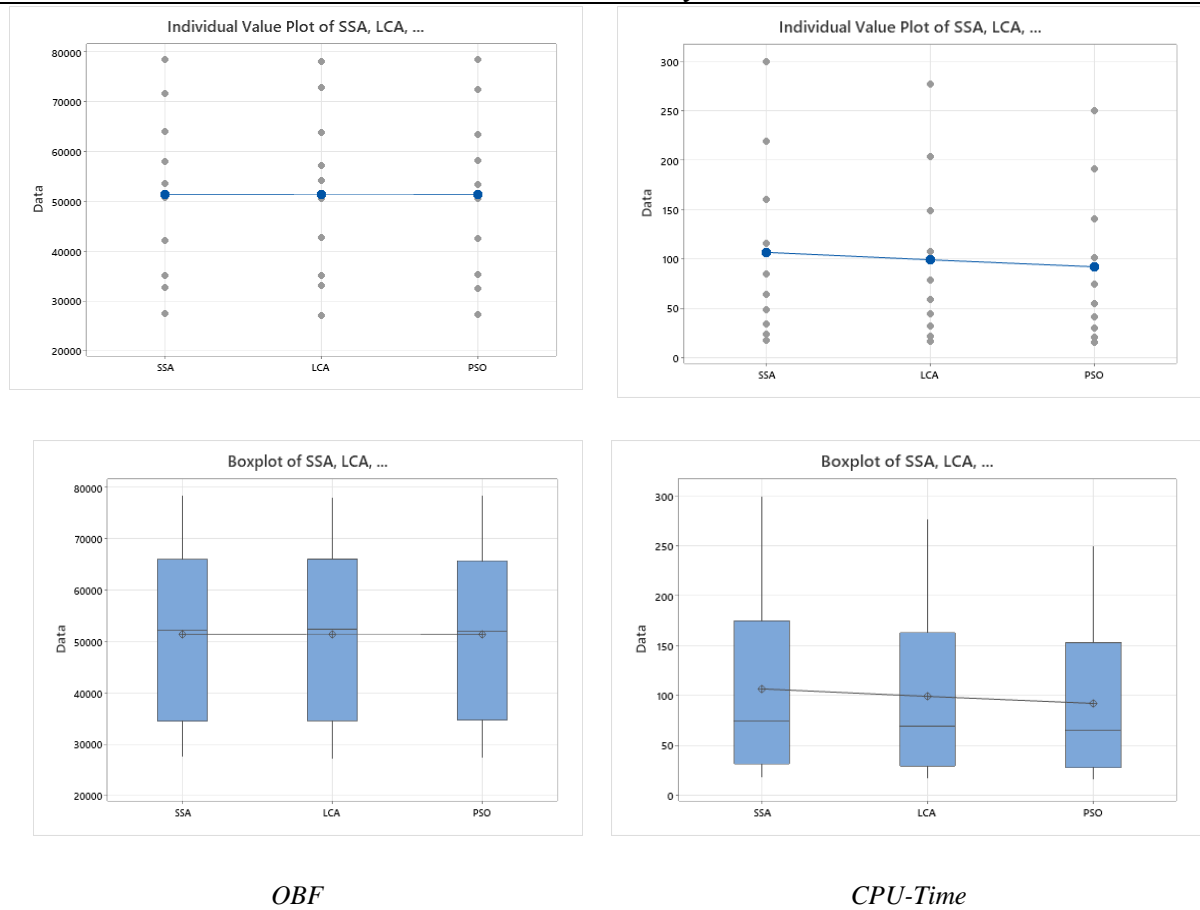 Individual Value Plot of SSA, LCA, ...
80000
70000
60000
50000
40000
30000
20000
Data
SSA LCA PSO
Individual Value Plot of SSA, LCA, ...
300
250
200
150
100
50
0
Data
SSA LCA PSO
Boxplot of SSA, LCA, ...
80000
70000
60000
50000
40000
30000
20000
Data
SSA LCA PSO
Boxplot of SSA, LCA, ...
300
250
200
150
100
50
0
Data
SSA LCA PSO
OBF CPU-Time